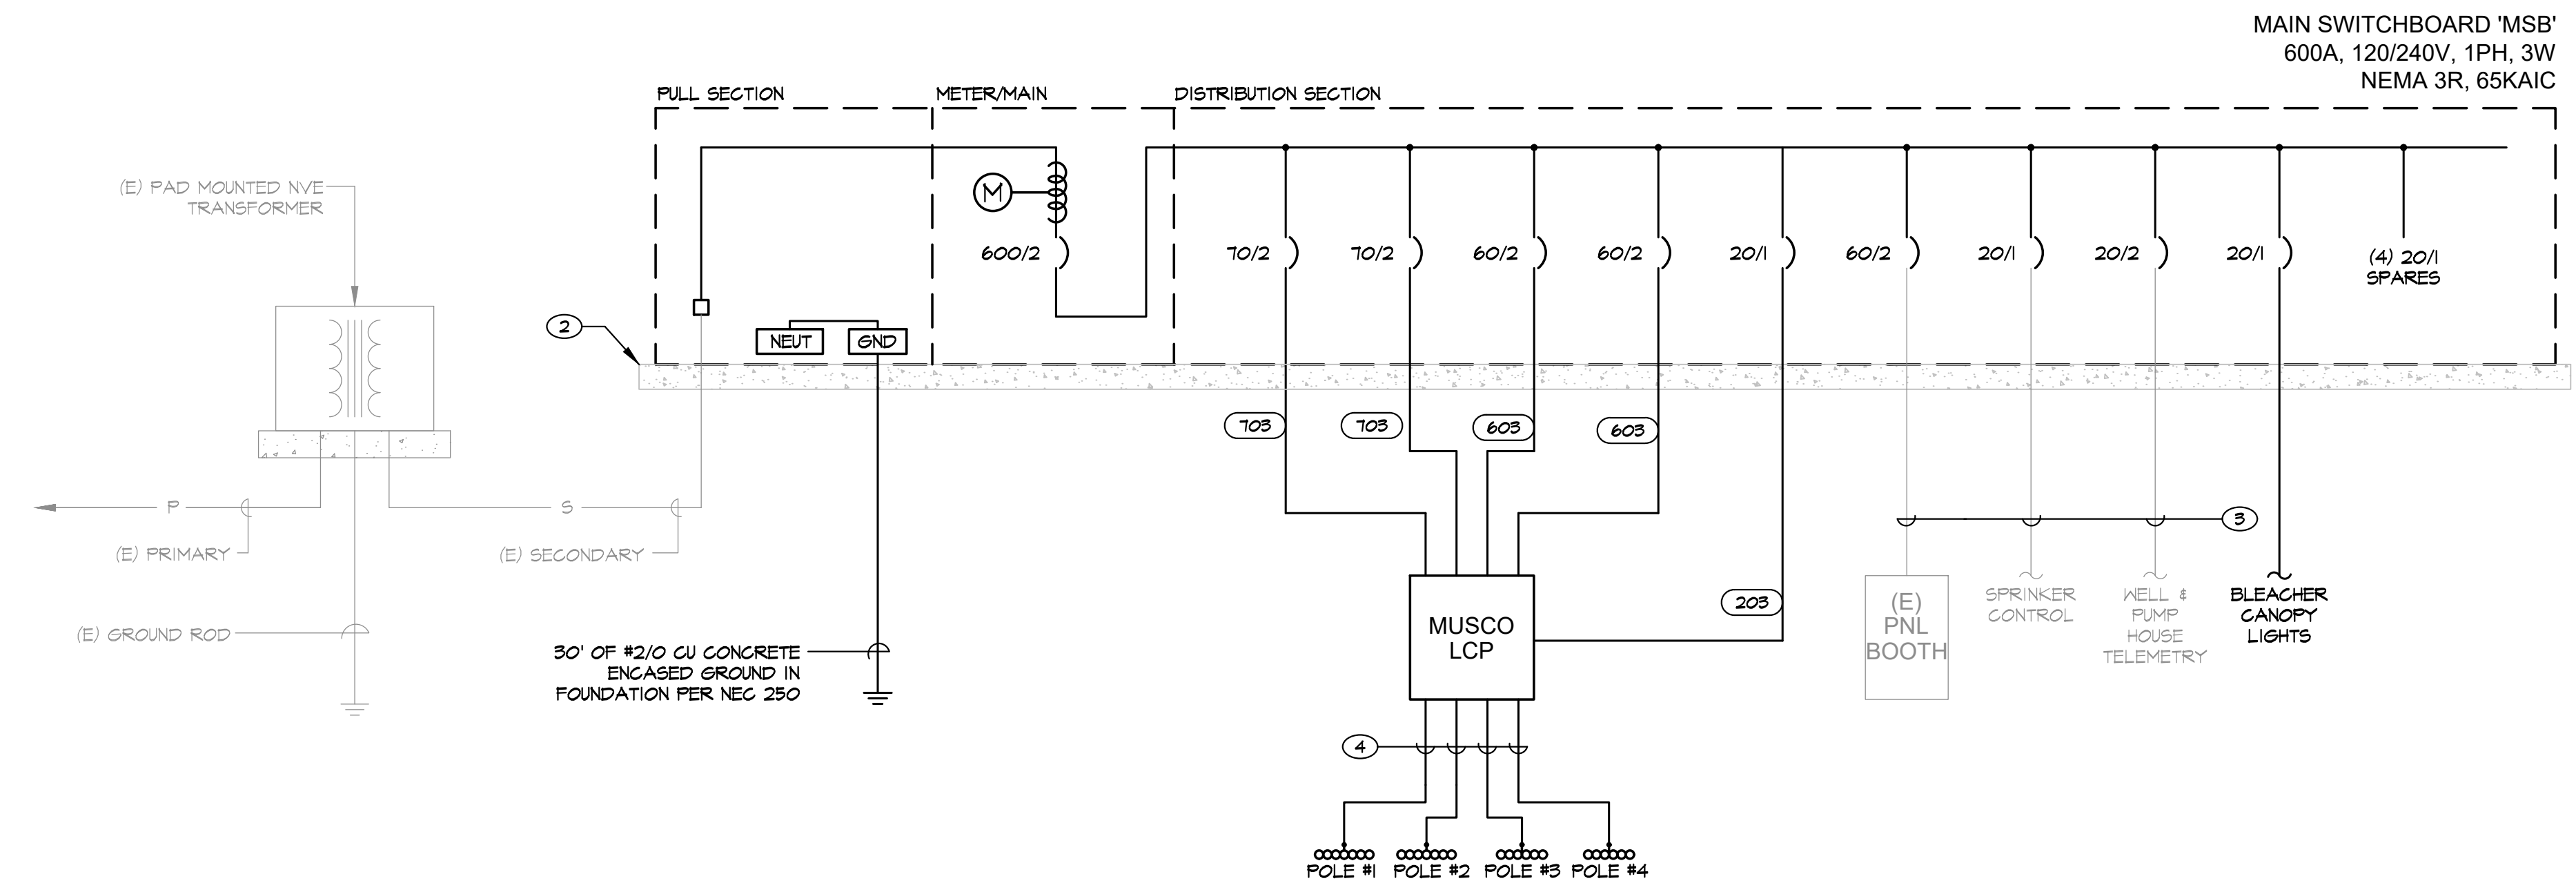 MAIN SWITCHBOARD 'MSB'
600A, 120/240V, 1PH, 3W
NEMA 3R, 65KAIC
PULL SECTION
METER/MAIN
DISTRIBUTION SECTION
(E) PAD MOUNTED NVE
TRANSFORMER
M
600/2
70/2
70/2
60/2
60/2
20/1
60/2
20/1
20/2
20/1
(4) 20/1
SPARES
2
NEUT
GND
703
703
603
603
P
S
3
(E) PRIMARY
(E) SECONDARY
203
(E)
PNL
BOOTH
SPRINKER
CONTROL
WELL &
PUMP
HOUSE
TELEMETRY
BLEACHER
CANOPY
LIGHTS
(E) GROUND ROD
30' OF #2/0 CU CONCRETE
ENCASED GROUND IN
FOUNDATION PER NEC 250
MUSCO
LCP
4
POLE #1
POLE #2
POLE #3
POLE #4